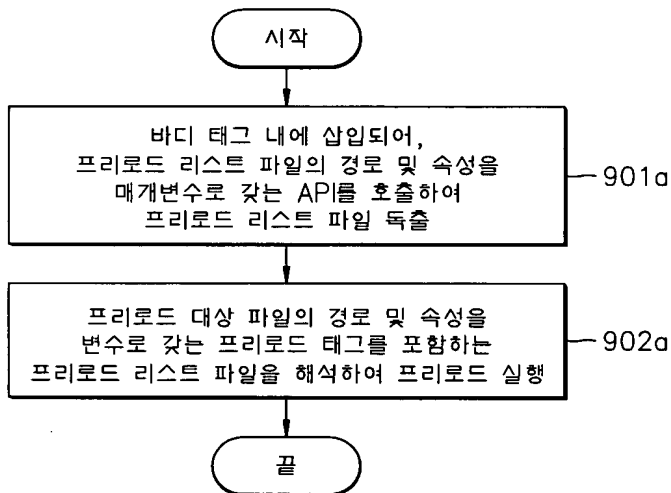 시작
바디 태그 내에 삽입되어,
프리로드 리스트 파일의 경로 및 속성을
매개변수로 갖는 API를 호출하여
프리로드 리스트 파일 독출
901a
프리로드 대상 파일의 경로 및 속성을
변수로 갖는 프리로드 태그를 포함하는
프리로드 리스트 파일을 해석하여 프리로드 실행
902a
끝